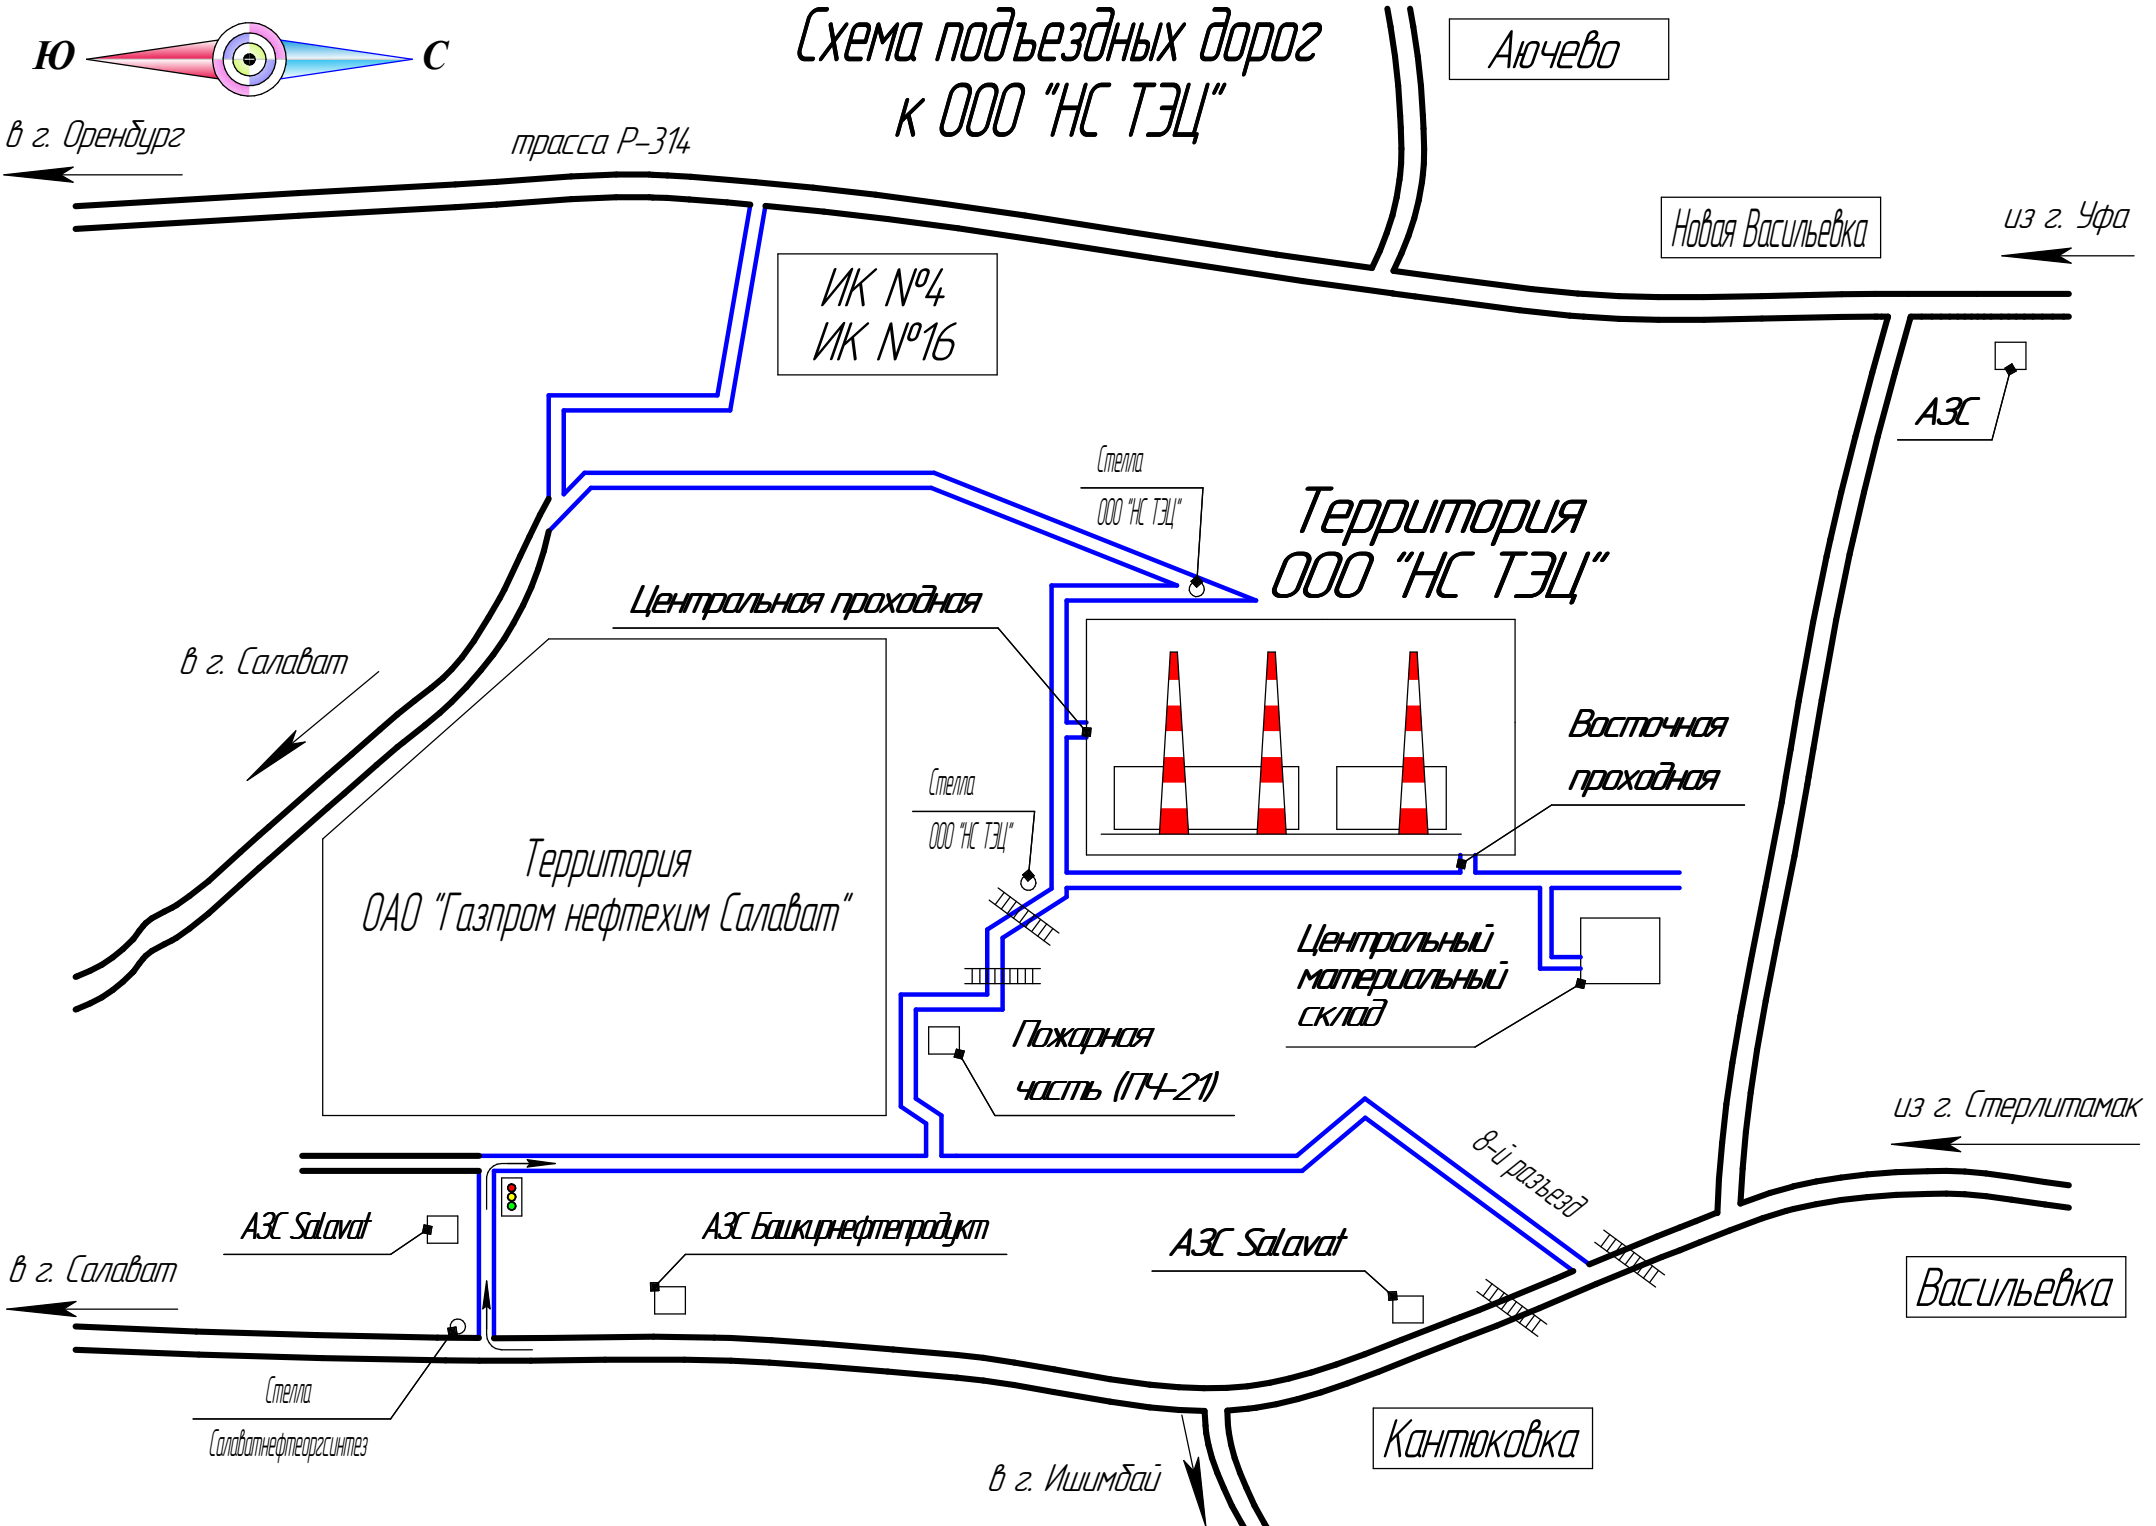 Ю
С
Схема подъездных дорог
к ООО "НС ТЭЦ"
Аючево
в г. Оренбург
трасса Р-314
Новая Васильевка
из г. Уфа
ИК №4
ИК №16
АЗС
Стелла
ООО "НС ТЭЦ"
Территория
ООО "НС ТЭЦ"
Центральная проходная
в г. Салават
Восточная
проходная
Стелла
ООО "НС ТЭЦ"
Территория
ОАО "Газпром нефтехим Салават"
Центральный
материальный
склад
Пожарная
часть (ПЧ-21)
из г. Стерлитамак
8-й разъезд
АЗС Salavat
АЗС Башкирнефтепродукт
АЗС Salavat
в г. Салават
Васильевка
Стелла
Салаватнефтеоргсинтез
Кантюковка
в г. Ишимбай